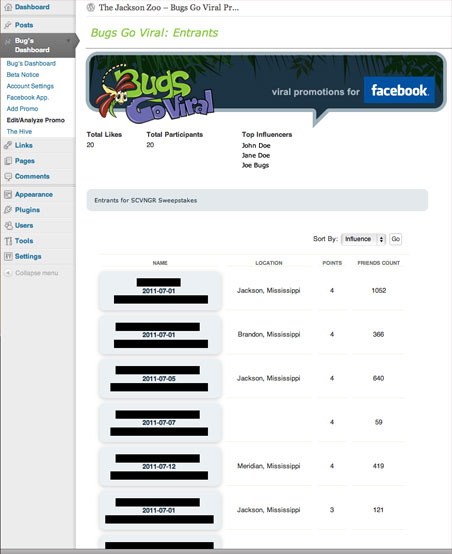 Dashboard
Posts
Bug's
Dashboard
Bug's Dashboard
Beta Notice
Account Settings
Facebook App.
Add Promo
Edit/Analyze Promo
The Hive
Links
Pages
Comments
Appearance
Plugins
Users
Tools
Settings
Collapse menu
The Jackson Zoo – Bugs Go Viral Pr...
Bugs Go Viral: Entrants
Bugs
GoViral
viral promotions for facebook
Total Likes Total Participants Top Influencers
20 20 John Doe
Jane Doe
Joe Bugs
Entrants for SCVNGR Sweepstakes
Sort By: Influence Go
NAME LOCATION POINTS FRIENDS COUNT
2011-07-01 Jackson, Mississippi 4 1052
2011-07-01 Brandon, Mississippi 4 366
2011-07-05 Jackson, Mississippi 4 640
2011-07-07 4 59
2011-07-12 Meridian, Mississippi 4 419
2011-07-01 Jackson, Mississippi 3 121